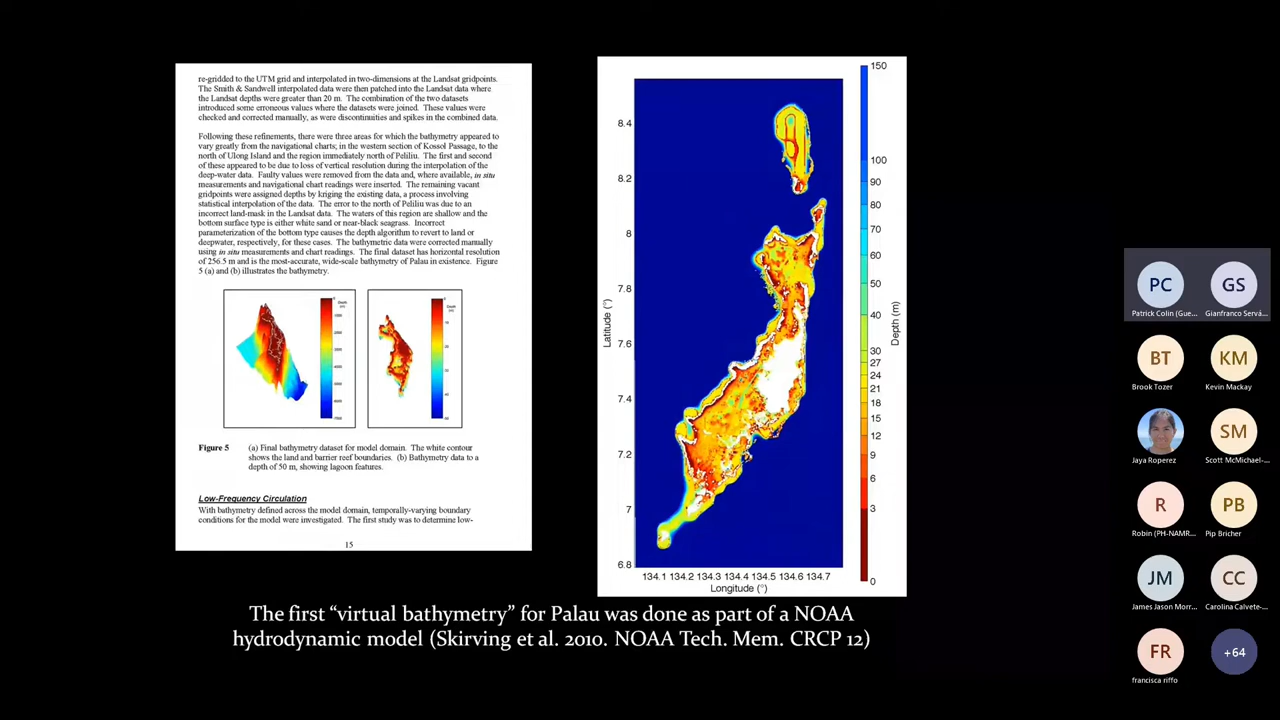 re-gridded to the UTM grid and interpolated in two-dimensions at the Landsat gridpoints.
The Smith & Sandwell interpolated data were then patched into the Landsat data where
the Landsat depths were greater than 20 m. The combination of the two datasets
introduced some erroneous values where the datasets were joined. These values were
checked and corrected manually, as were discontinuities and spikes in the combined data.
Following these refinements, there were three areas for which the bathymetry appeared to
vary greatly from the navigational charts; in the western section of Kossol Passage, to the
north of Ulong Island and the region immediately north of Peliliu. The first and second
of these appeared to be due to loss of vertical resolution during the interpolation of the
deep-water data. Faulty values were removed from the data and, where available, in situ
measurements and navigational chart readings were inserted. The remaining vacant
gridpoints were assigned depths by kriging the existing data, a process involving
statistical interpolation of the data. The error to the north of Peliliu was due to an
incorrect land-mask in the Landsat data. The waters of this region are shallow and the
bottom surface type is either white sand or near-black seagrass. Incorrect
parameterization of the bottom type causes the depth algorithm to revert to land or
deepwater, respectively, for these cases. The bathymetric data were corrected manually
using in situ measurements and chart readings. The final dataset has horizontal resolution
of 256.5 m and is the most-accurate, wide-scale bathymetry of Palau in existence. Figure
5 (a) and (b) illustrates the bathymetry.
Figure 5 (a) Final bathymetry dataset for model domain. The white contour
shows the land and barrier reef boundaries. (b) Bathymetry data to a
depth of 50 m, showing lagoon features.
Low-Frequency Circulation
With bathymetry defined across the model domain, temporally-varying boundary
conditions for the model were investigated. The first study was to determine low-
15
Latitude (°)
8.4
8.2
8
7.8
7.6
7.4
7.2
7
6.8
134.1 134.2 134.3 134.4 134.5 134.6 134.7
Longitude (°)
150
100
90
80
70
60
50
40
30
27
24
21
18
15
12
9
6
3
0
Depth (m)
The first “virtual bathymetry” for Palau was done as part of a NOAA
hydrodynamic model (Skirving et al. 2010. NOAA Tech. Mem. CRCP 12)
PC GS
Patrick Colin (Gue... Gianfranco Servá...
BT KM
Brook Tozer Kevin Mackay
SM
Jaya Roperez Scott McMichael-...
R PB
Robin (PH-NAMR... Pip Bricher
JM CC
James Jason Morr... Carolina Calvete-...
FR +64
francisca riffo